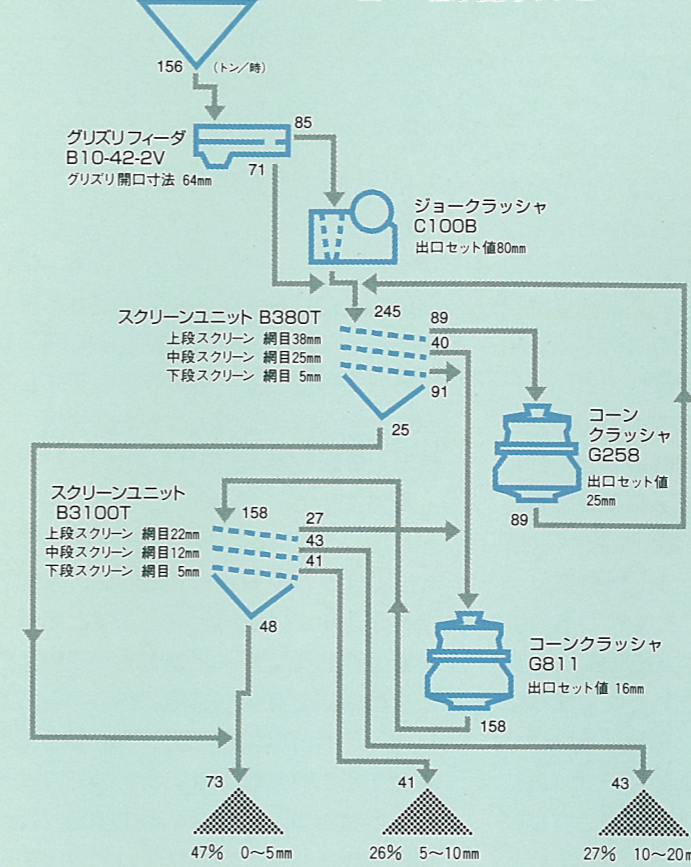 156 （トン／時）
グリズリフィーダ
B10-42-2V
グリズリ開口寸法 64mm
85
71
ジョークラッシャ
C100B
出口セット値80mm
スクリーンユニット B380T
上段スクリーン 網目38mm
中段スクリーン 網目25mm
下段スクリーン 網目 5mm
245
89
40
91
25
コーン
クラッシャ
G258
出口セット値
25mm
89
スクリーンユニット
B3100T
上段スクリーン 網目22mm
中段スクリーン 網目12mm
下段スクリーン 網目 5mm
158
27
43
41
48
コーンクラッシャ
G811
出口セット値 16mm
158
73
41
43
47% 0～5mm
26% 5～10mm
27% 10～20m